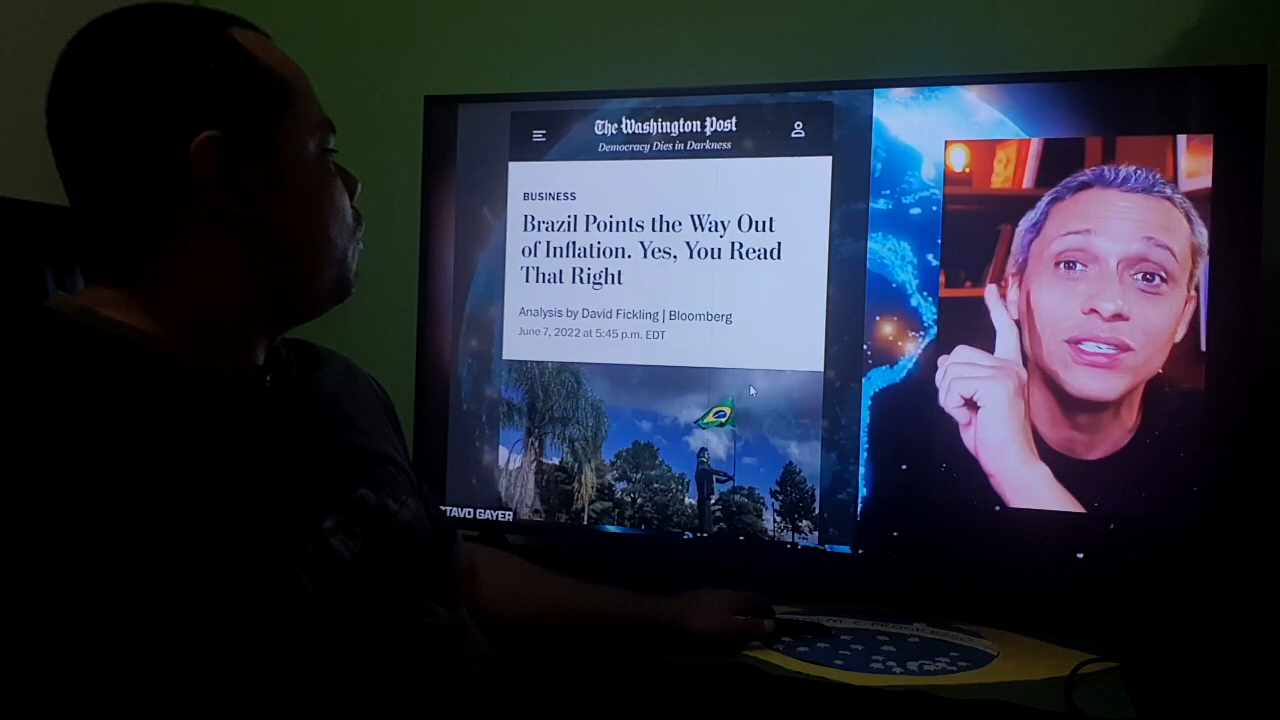 The Washington Post
Democracy Dies in Darkness
BUSINESS
Brazil Points the Way Out
of Inflation. Yes, You Read
That Right
Analysis by David Fickling | Bloomberg
June 7, 2022 at 5:45 p.m. EDT
TAVO GAYER